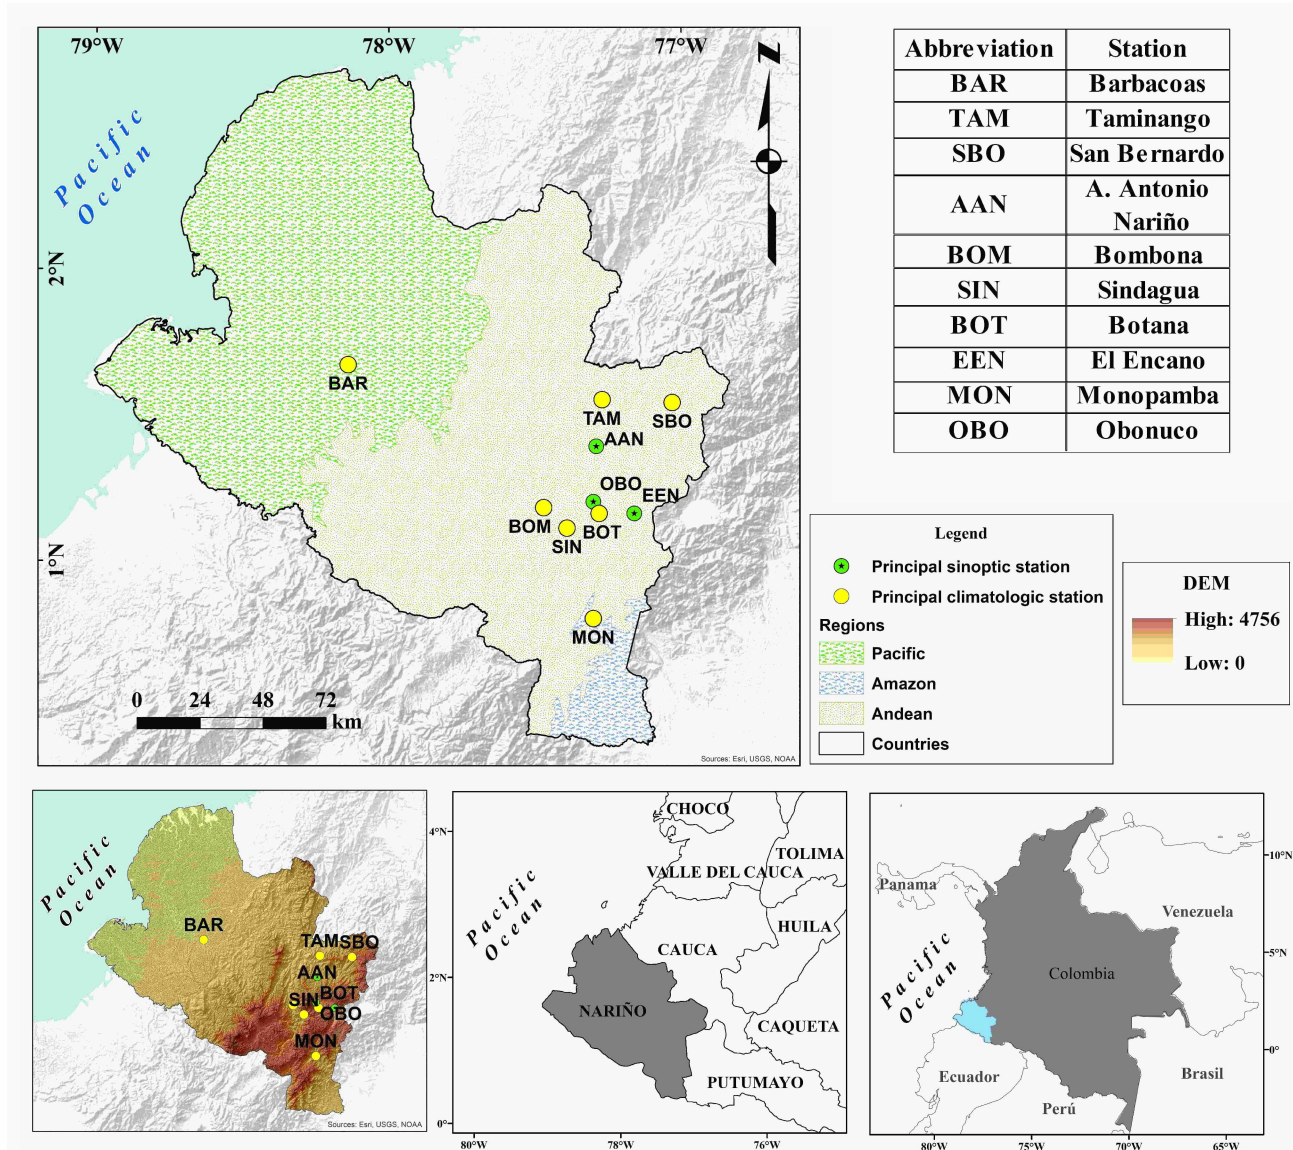 79°W
78°W
77°W
Z
Pacific
Ocean
2°N
1°N
BAR
TAM
SBO
AAN
OBO
EEN
BOM
BOT
SIN
MON
0
24
48
72
km
Sources: Esri, USGS, NOAA
Abbreviation Station
BAR Barbacoas
TAM Taminango
SBO San Bernardo
AAN A. Antonio
Nariño
BOM Bombona
SIN Sindagua
BOT Botana
EEN El Encano
MON Monopamba
OBO Obonuco
Legend
Principal sinoptic station
Principal climatologic station
Regions
Pacific
Amazon
Andean
Countries
DEM
High: 4756
Low: 0
Pacific
Ocean
BAR
TAM
SBO
AAN
SIN
BOT
OBO
MON
Sources: Esri, USGS, NOAA
4°N
2°N
0°
80°W
78°W
76°W
Pacific
Ocean
CHOCO
TOLIMA
VALLE DEL CAUCA
HUILA
CAUCA
NARIÑO
CAQUETA
PUTUMAYO
Panama
Venezuela
Pacific
Ocean
Colombia
Ecuador
Brasil
Perú
10°N
5°N
0°
80°W
75°W
70°W
65°W